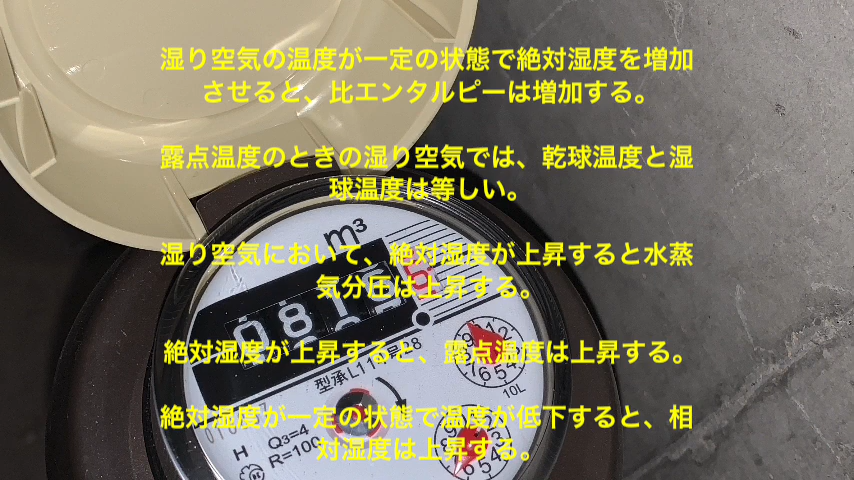 湿り空気の温度が一定の状態で絶対湿度を増加
させると、比エンタルピーは増加する。
露点温度のときの湿り空気では、乾球温度と湿
球温度は等しい。
湿り空気において、絶対湿度が上昇すると水蒸
気分圧は上昇する。
絶対湿度が上昇すると、露点温度は上昇する。
絶対湿度が一定の状態で温度が低下すると、相
対湿度は上昇する。
m³
081
10L
H Q3=4
R=100